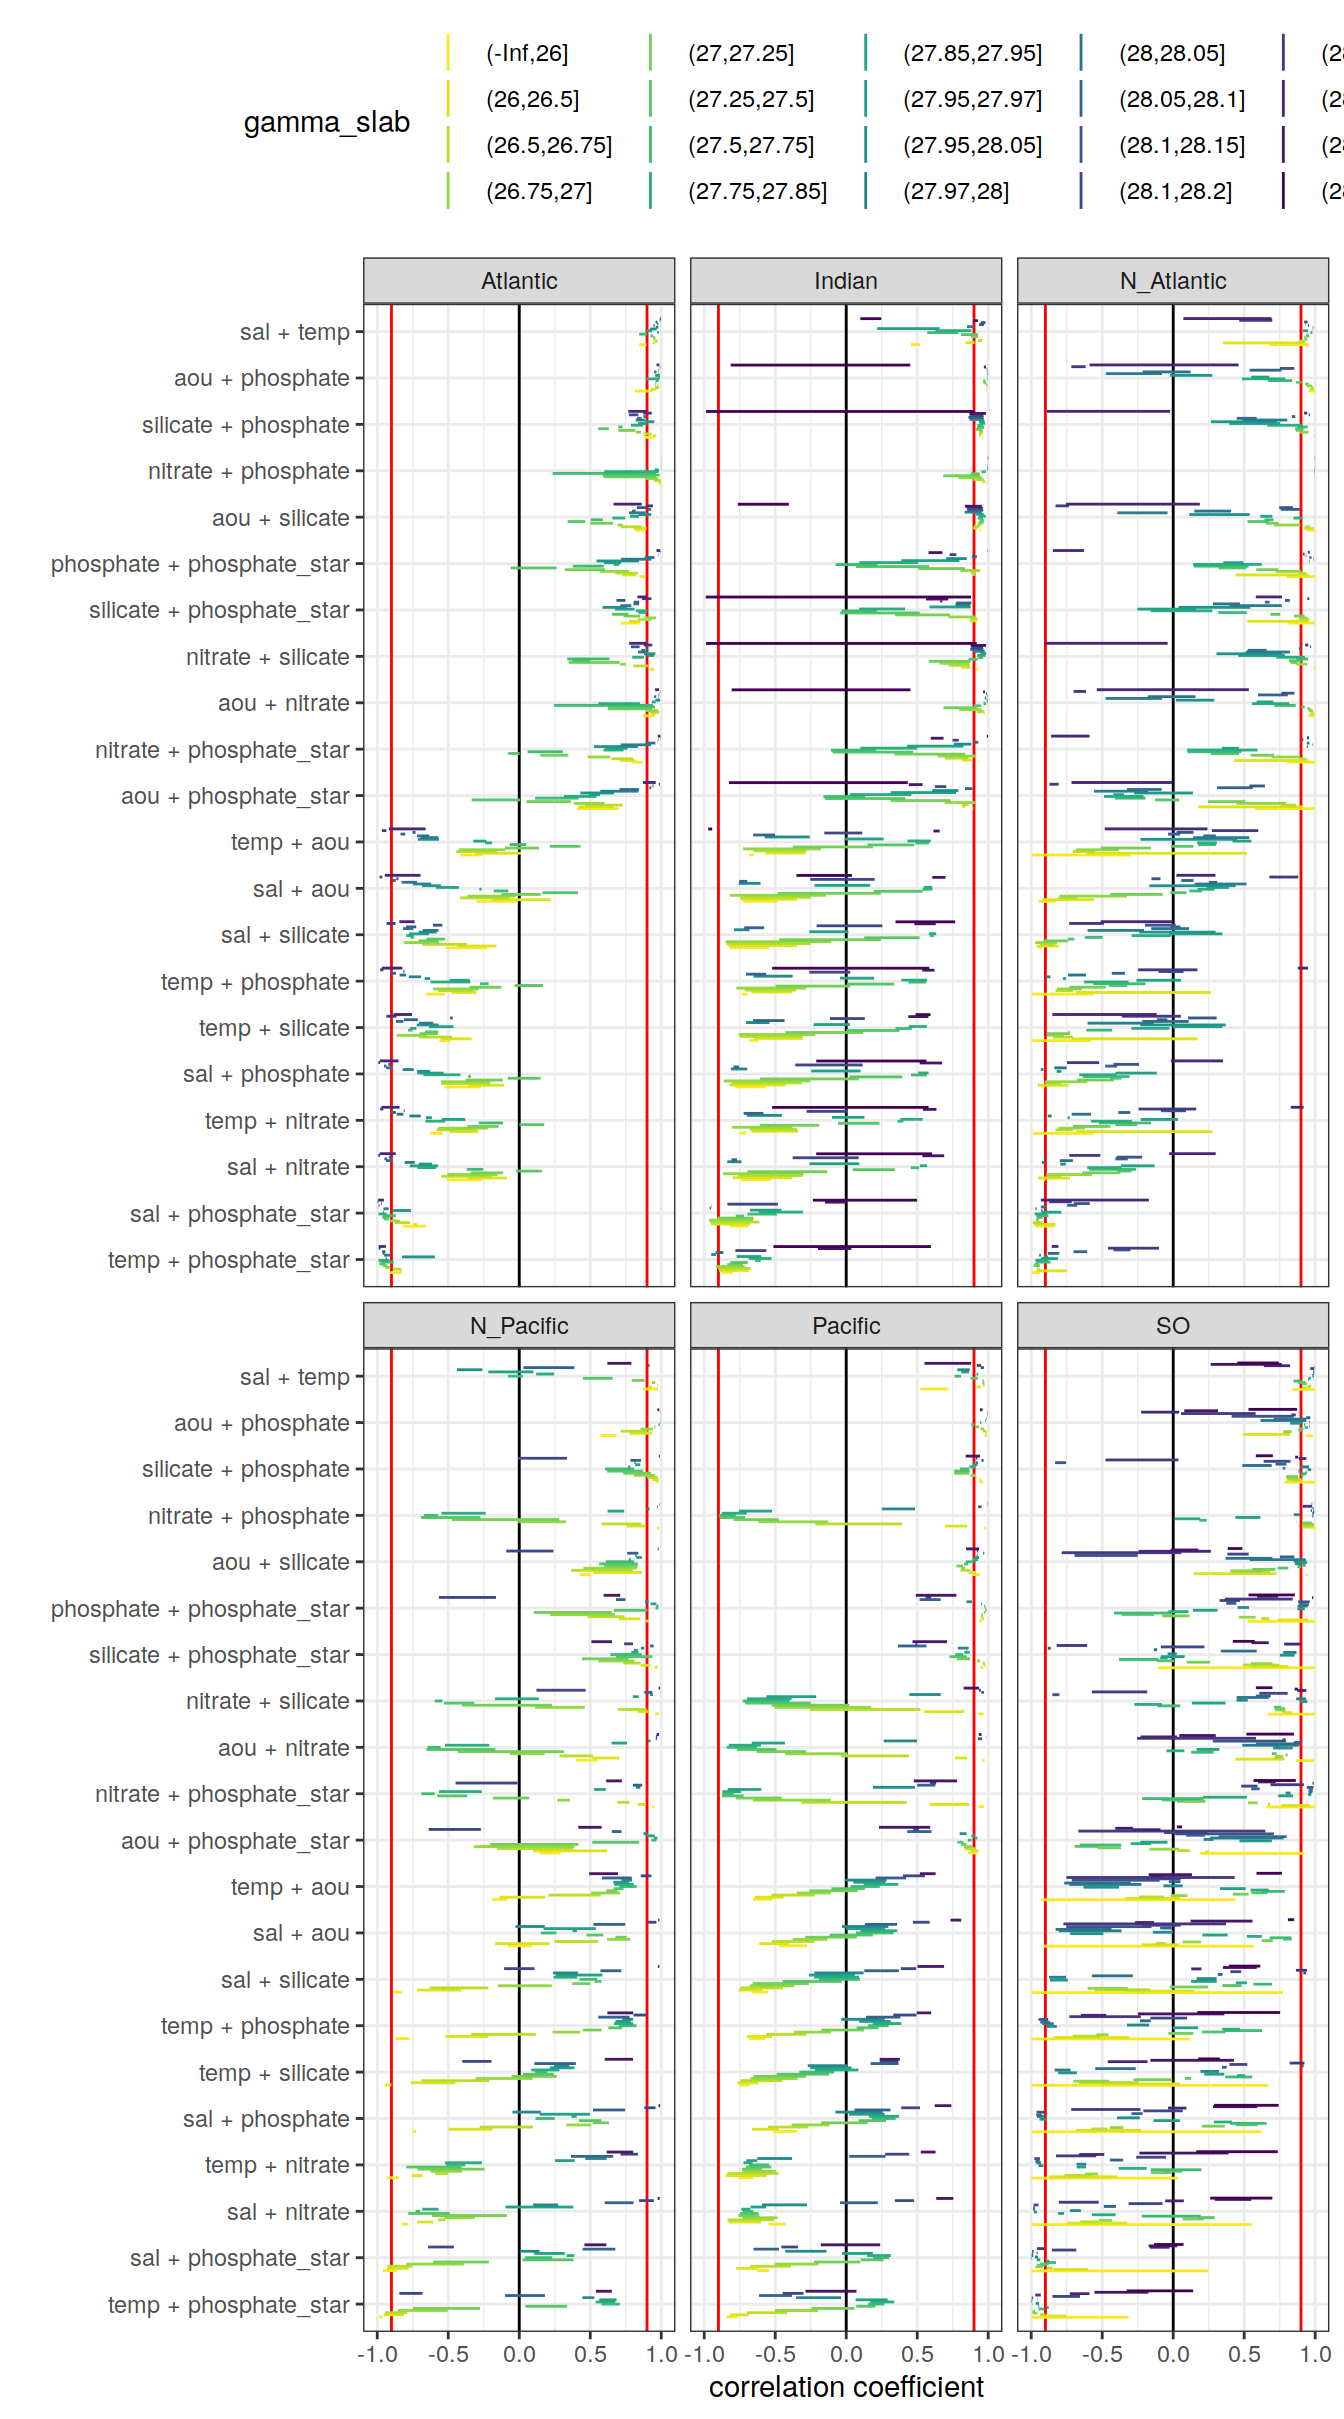 (-Inf,26] (27,27.25] (27.85,27.95] (28,28.05] (2
(26,26.5] (27.25,27.5] (27.95,27.97] (28.05,28.1] (2
gamma_slab
(26.5,26.75] (27.5,27.75] (27.95,28.05] (28.1,28.15] (2
(26.75,27] (27.75,27.85] (27.97,28] (28.1,28.2] (2
Atlantic Indian N_Atlantic
sal + temp
aou + phosphate
silicate + phosphate
nitrate + phosphate
aou + silicate
phosphate + phosphate_star
silicate + phosphate_star
nitrate + silicate
aou + nitrate
nitrate + phosphate_star
aou + phosphate_star
temp + aou
sal + aou
sal + silicate
temp + phosphate
temp + silicate
sal + phosphate
temp + nitrate
sal + nitrate
sal + phosphate_star
temp + phosphate_star
N_Pacific Pacific SO
sal + temp
aou + phosphate
silicate + phosphate
nitrate + phosphate
aou + silicate
phosphate + phosphate_star
silicate + phosphate_star
nitrate + silicate
aou + nitrate
nitrate + phosphate_star
aou + phosphate_star
temp + aou
sal + aou
sal + silicate
temp + phosphate
temp + silicate
sal + phosphate
temp + nitrate
sal + nitrate
sal + phosphate_star
temp + phosphate_star
-1.0 -0.5 0.0 0.5 1.0 -1.0 -0.5 0.0 0.5 1.0 -1.0 -0.5 0.0 0.5 1.0
correlation coefficient